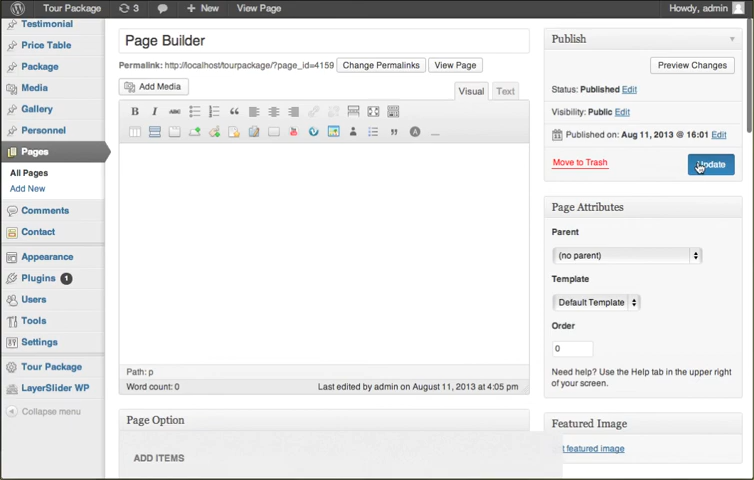 Tour Package 3 New View Page Howdy, admin
Testimonial
Price Table
Package
Media
Gallery
Personnel
Pages
All Pages
Add New
Comments
Contact
Appearance
Plugins 1
Users
Tools
Settings
Tour Package
LayerSlider WP
Collapse menu
Page Builder
Permalink: http://localhost/tourpackage/?page_id=4159 Change Permalinks View Page
Add Media
Visual Text
B I ABC
Path: p
Word count: 0 Last edited by admin on August 11, 2013 at 4:05 pm
Page Option
ADD ITEMS
Publish
Preview Changes
Status: Published Edit
Visibility: Public Edit
Published on: Aug 11, 2013 @ 16:01 Edit
Move to Trash Update
Page Attributes
Parent
(no parent)
Template
Default Template
Order
0
Need help? Use the Help tab in the upper right
of your screen.
Featured Image
t featured image